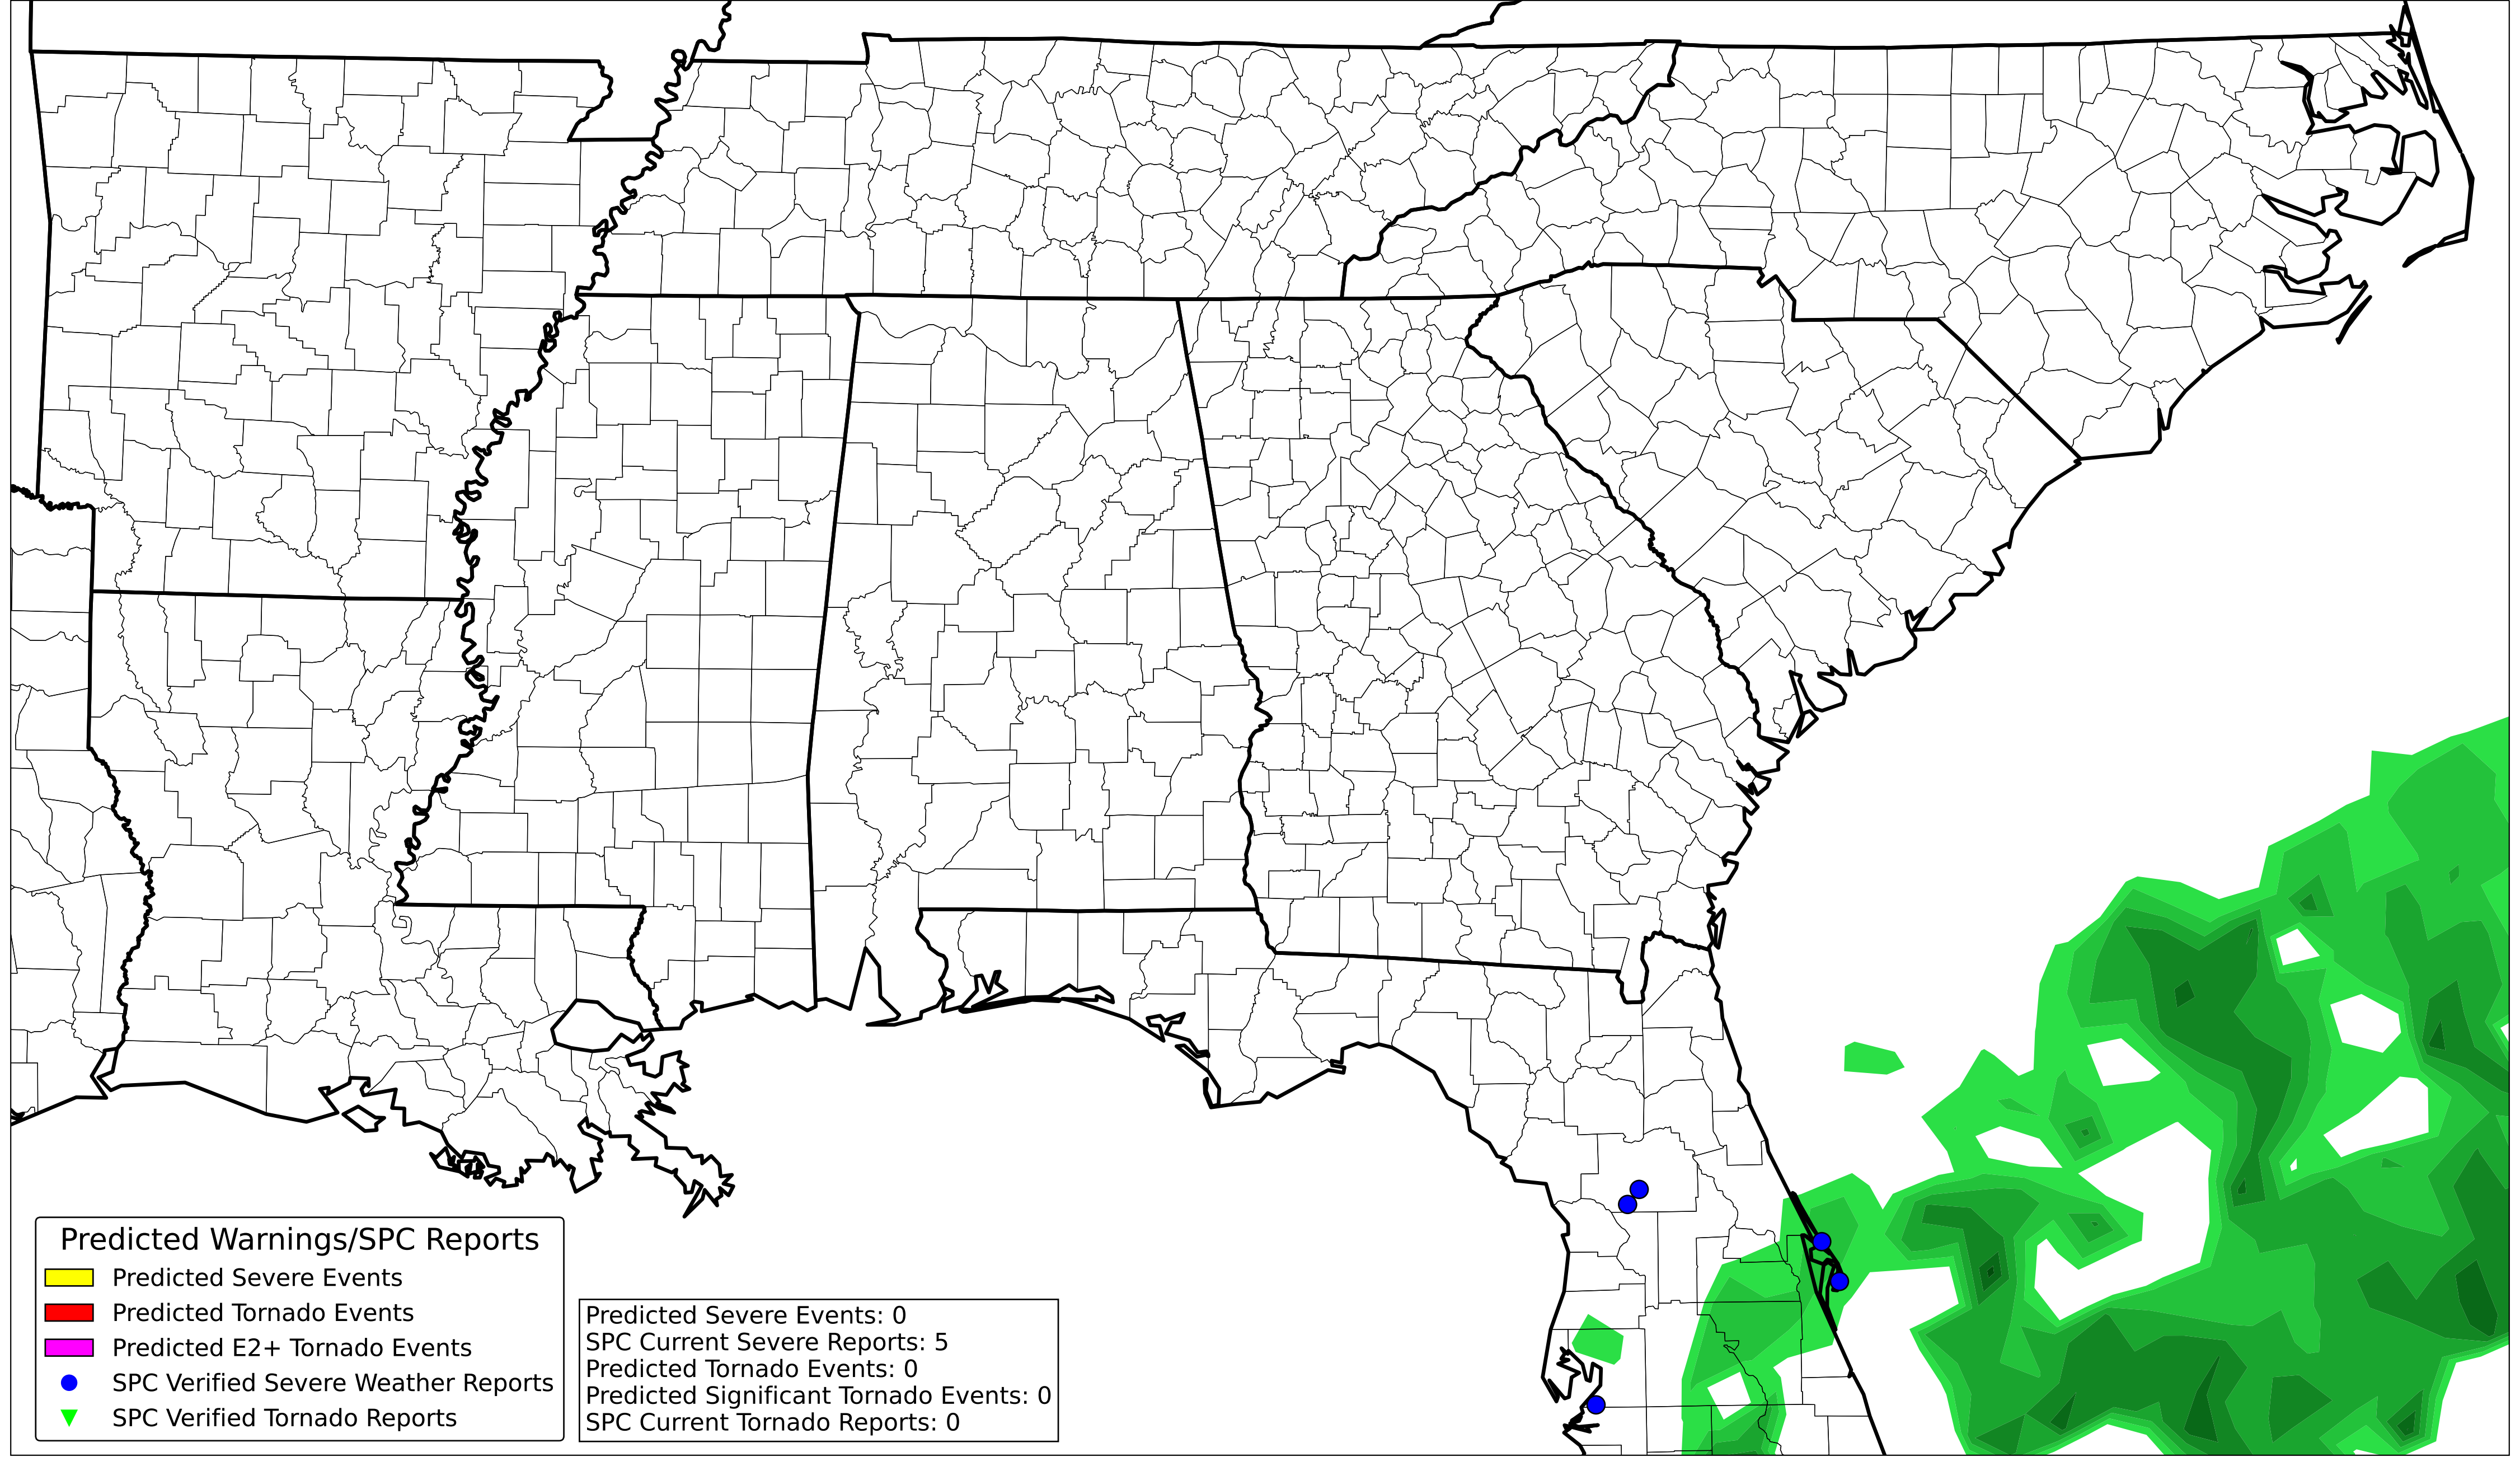 Predicted Warnings/SPC Reports
Predicted Severe Events
Predicted Tornado Events
Predicted E2+ Tornado Events
SPC Verified Severe Weather Reports
SPC Verified Tornado Reports
Predicted Severe Events: 0
SPC Current Severe Reports: 5
Predicted Tornado Events: 0
Predicted Significant Tornado Events: 0
SPC Current Tornado Reports: 0